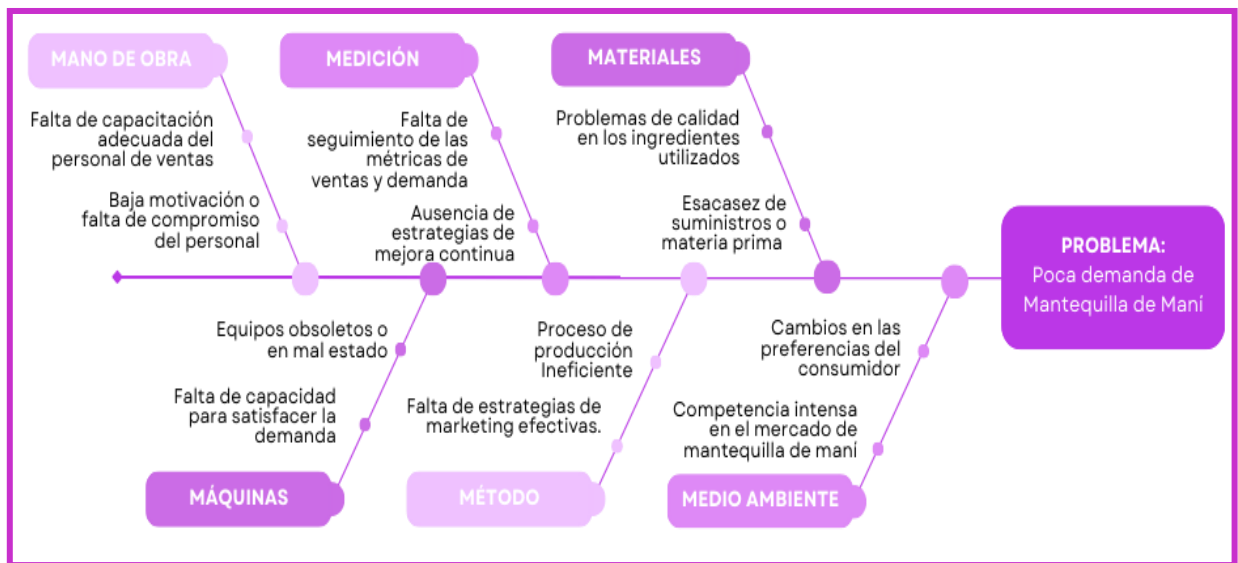 MANO DE OBRA
Falta de capacitación
adecuada del
personal de ventas
Baja motivación o
falta de compromiso
del personal
MEDICIÓN
Falta de
seguimiento de las
métricas de
ventas y demanda
Ausencia de
estrategias de
mejora continua
MATERIALES
Problemas de calidad
en los ingredientes
utilizados
Esacasez de
suministros o
materia prima
PROBLEMA:
Poca demanda de
Mantequilla de Maní
Equipos obsoletos o
en mal estado
Falta de capacidad
para satisfacer la
demanda
MÁQUINAS
Proceso de
producción
Ineficiente
Falta de estrategias de
marketing efectivas.
MÉTODO
Cambios en las
preferencias del
consumidor
Competencia intensa
en el mercado de
mantequilla de maní
MEDIO AMBIENTE